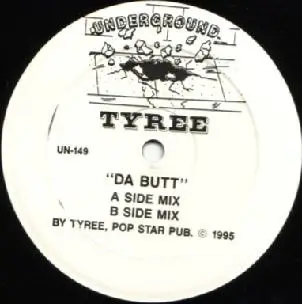 UNDERGROUND
TYREE
UN-149
"DA BUTT"
A SIDE MIX
B SIDE MIX
BY TYREE, POP STAR PUB. © 1995